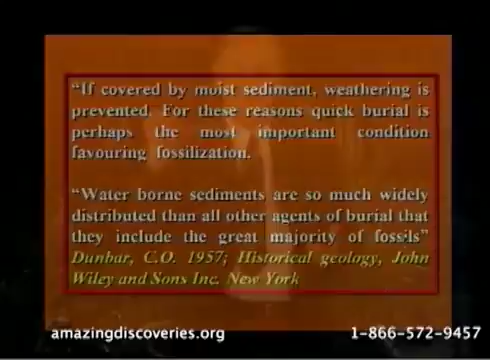 “If covered by moist sediment, weathering is
prevented. For these reasons quick burial is
perhaps the most important condition
favouring fossilization.
“Water borne sediments are so much widely
distributed than all other agents of burial that
they include the great majority of fossils”
Dunbar, C.O. 1957; Historical geology, John
Wiley and Sons Inc. New York
amazingdiscoveries.org
1-866-572-9457